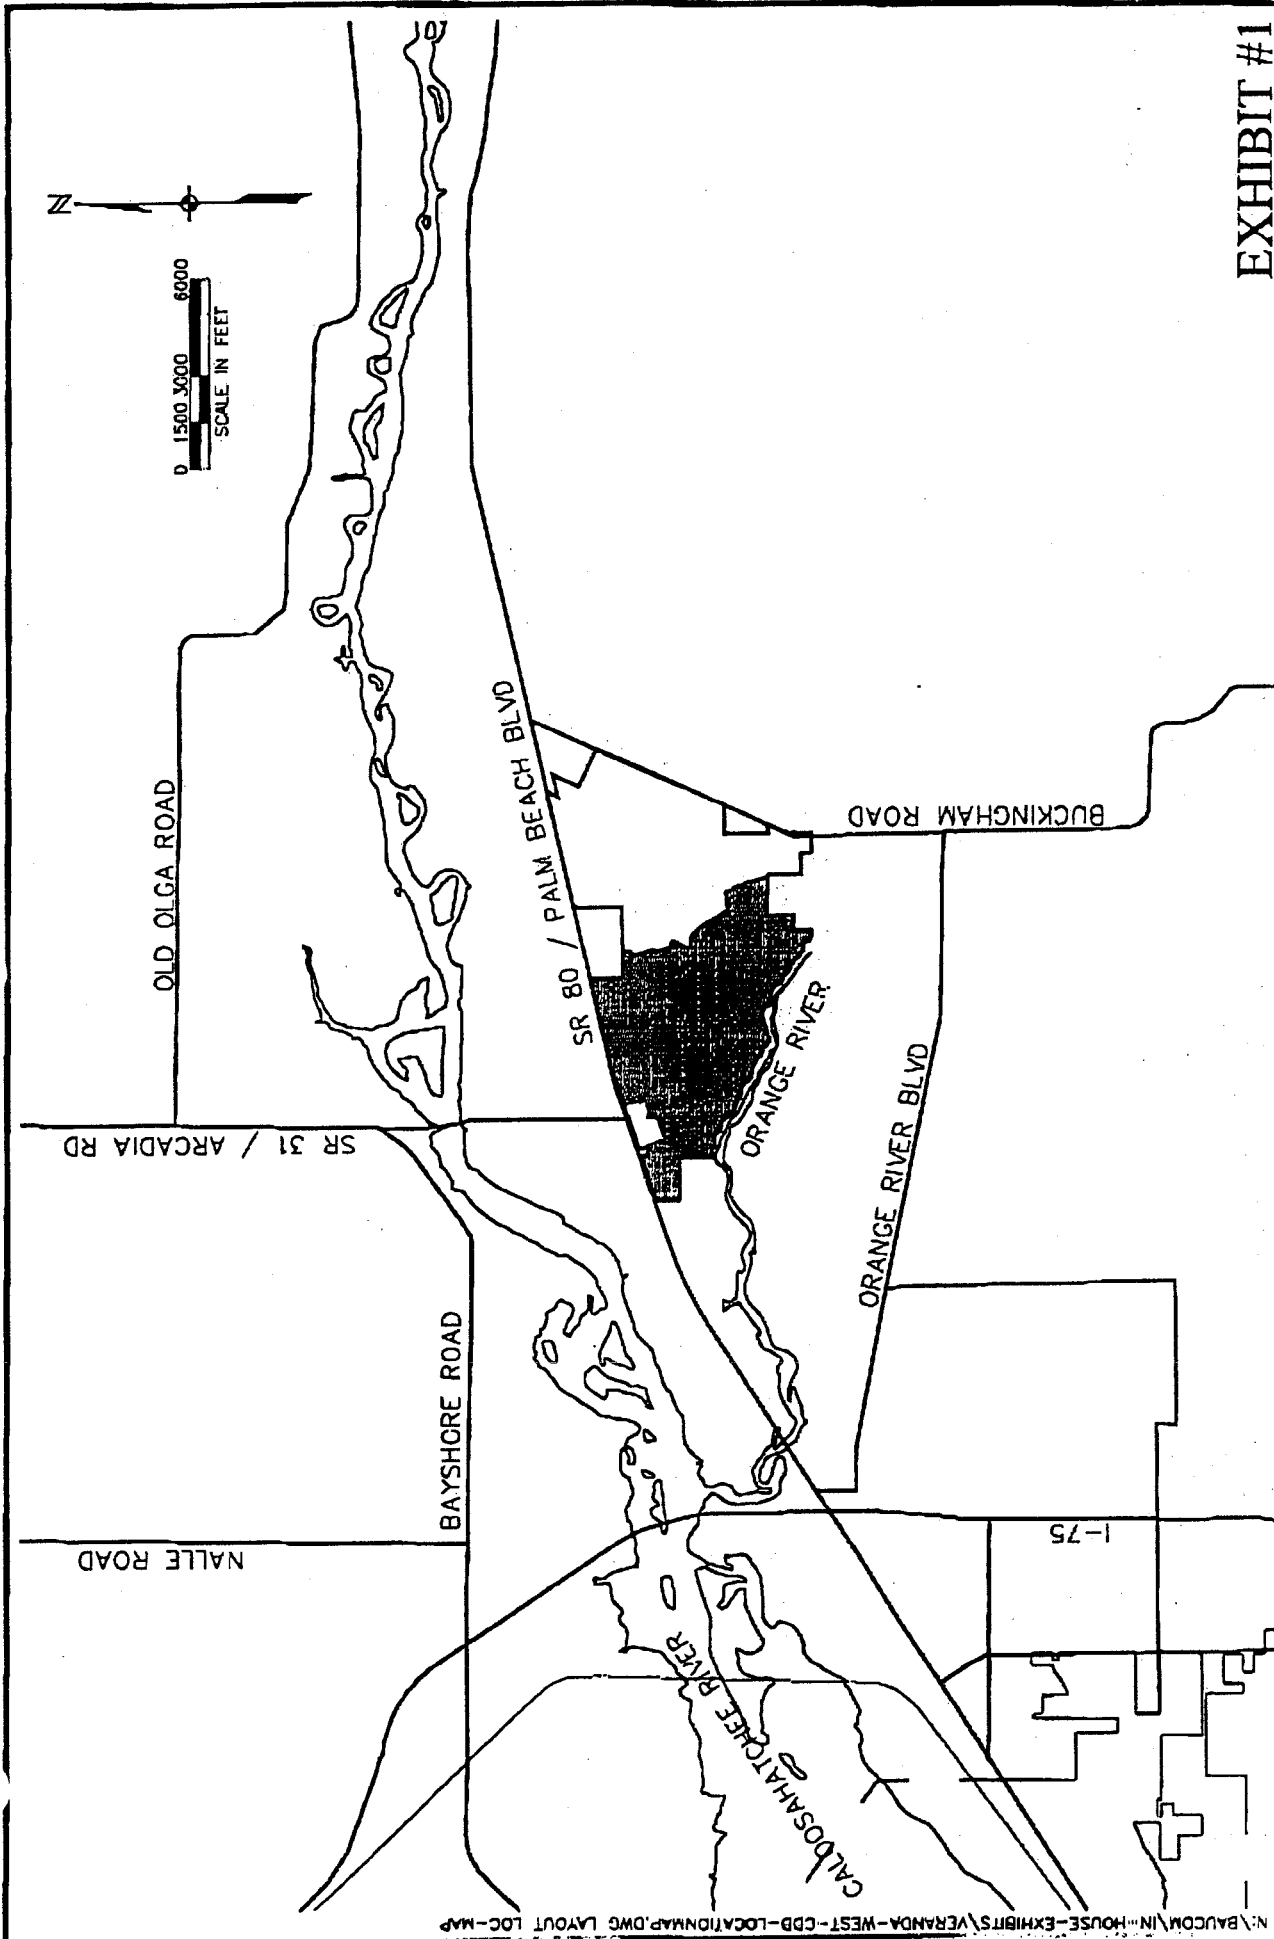 EXHIBIT #1
N
0 1500 3000 6000
SCALE IN FEET
OLD OLGA ROAD
SR 80 / PALM BEACH BLVD
BUCKINGHAM ROAD
SR 31 / ARCADIA RD
ORANGE RIVER
ORANGE RIVER BLVD
BAYSHORE ROAD
NALLE ROAD
I-75
CALOOSAHATCHEE RIVER
N:/BAUCOM/IN-HOUSE-EXHIBITS/VERANDA-WEST-CDD-LOCATIONMAP.DWG LAYOUT LOC-MAP